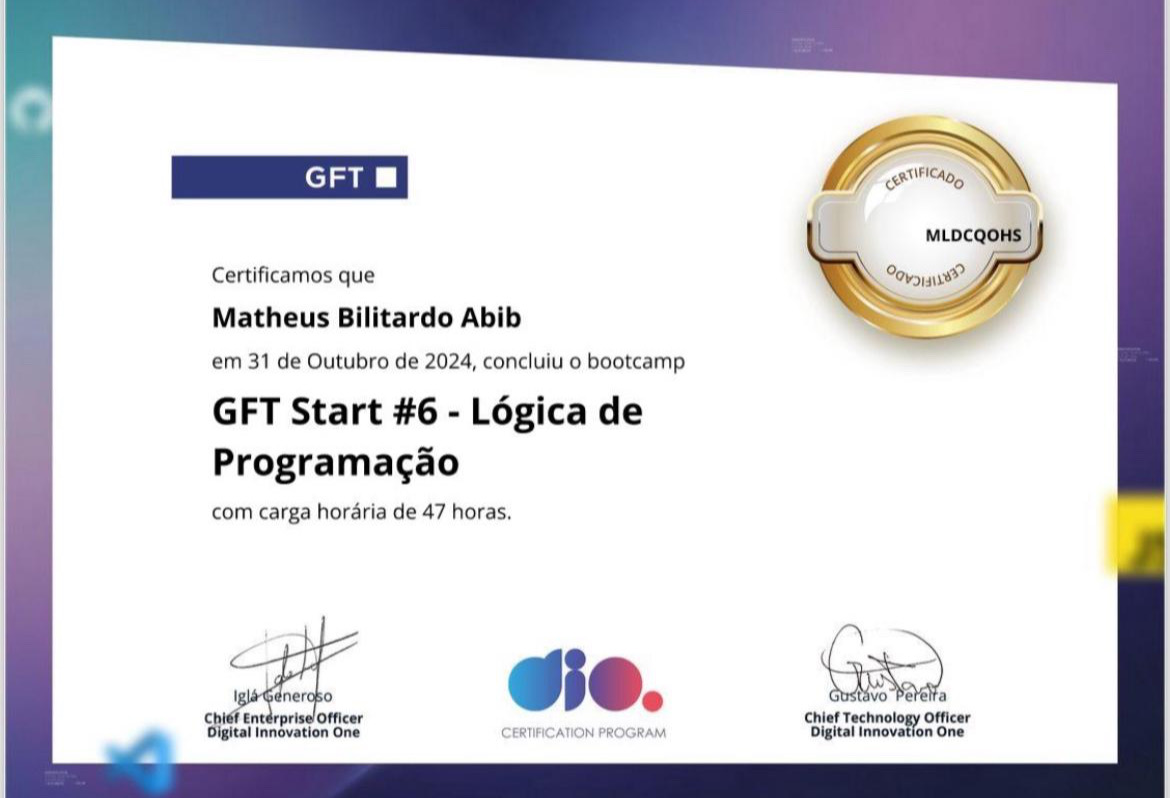 GFT
CERTIFICADO
MLDCQOHS
CERTIFICADO
Certificamos que
Matheus Bilitardo Abib
em 31 de Outubro de 2024, concluiu o bootcamp
GFT Start #6 - Lógica de
Programação
com carga horária de 47 horas.
Iglá Generoso
Chief Enterprise Officer
Digital Innovation One
dio.
CERTIFICATION PROGRAM
Gustavo Pereira
Chief Technology Officer
Digital Innovation One